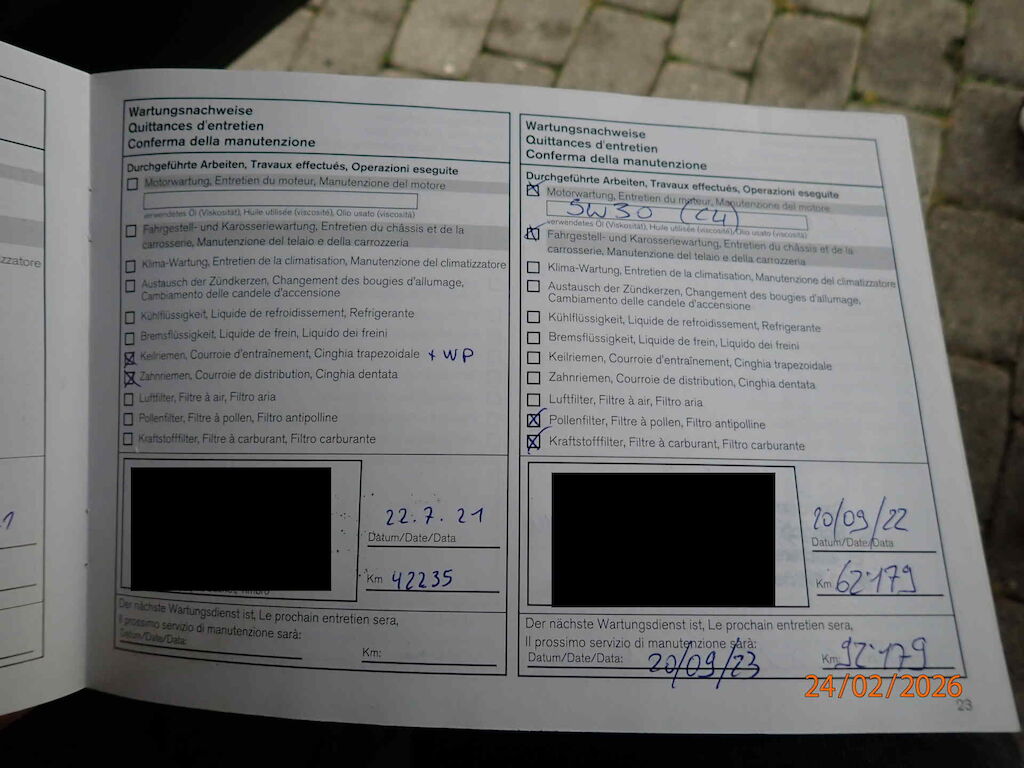 zzatore
Wartungsnachweise
Quittances d'entretien
Conferma della manutenzione
Durchgeführte Arbeiten, Travaux effectués, Operazioni eseguite
Motorwartung, Entretien du moteur, Manutenzione del motore
verwendetes Öl (Viskosität), Huile utilisée (viscosité), Olio usato (viscosità)
Fahrgestell- und Karosseriewartung, Entretien du châssis et de la
carrosserie, Manutenzione del telaio e della carrozzeria
Klima-Wartung, Entretien de la climatisation, Manutenzione del climatizzatore
Austausch der Zündkerzen, Changement des bougies d'allumage,
Cambiamento delle candele d'accensione
Kühlflüssigkeit, Liquide de refroidissement, Refrigerante
Bremsflüssigkeit, Liquide de frein, Liquido dei freini
Keilriemen, Courroie d'entraînement, Cinghia trapezoidale + WP
Zahnriemen, Courroie de distribution, Cinghia dentata
Luftfilter, Filtre à air, Filtro aria
Pollenfilter, Filtre à pollen, Filtro antipolline
Kraftstofffilter, Filtre à carburant, Filtro carburante
22.7.21
Datum/Date/Data
Km 42235
Der nächste Wartungsdienst ist, Le prochain entretien sera,
Il prossimo servizio di manutenzione sarà:
Datum/Date/Data:
Km:
Wartungsnachweise
Quittances d'entretien
Conferma della manutenzione
Durchgeführte Arbeiten, Travaux effectués, Operazioni eseguite
Motorwartung, Entretien du moteur, Manutenzione del motore
5W30 (C4)
verwendetes Öl (Viskosität), Huile utilisée (viscosité), Olio usato (viscosità)
Fahrgestell- und Karosseriewartung, Entretien du châssis et de la
carrosserie, Manutenzione del telaio e della carrozzeria
Klima-Wartung, Entretien de la climatisation, Manutenzione del climatizzatore
Austausch der Zündkerzen, Changement des bougies d'allumage,
Cambiamento delle candele d'accensione
Kühlflüssigkeit, Liquide de refroidissement, Refrigerante
Bremsflüssigkeit, Liquide de frein, Liquido dei freini
Keilriemen, Courroie d'entraînement, Cinghia trapezoidale
Zahnriemen, Courroie de distribution, Cinghia dentata
Luftfilter, Filtre à air, Filtro aria
Pollenfilter, Filtre à pollen, Filtro antipolline
Kraftstofffilter, Filtre à carburant, Filtro carburante
20/09/22
Datum/Date/Data
Km 62'179
Der nächste Wartungsdienst ist, Le prochain entretien sera,
Il prossimo servizio di manutenzione sarà:
Datum/Date/Data: 20/09/23
Km: 92'179
23
24/02/2026